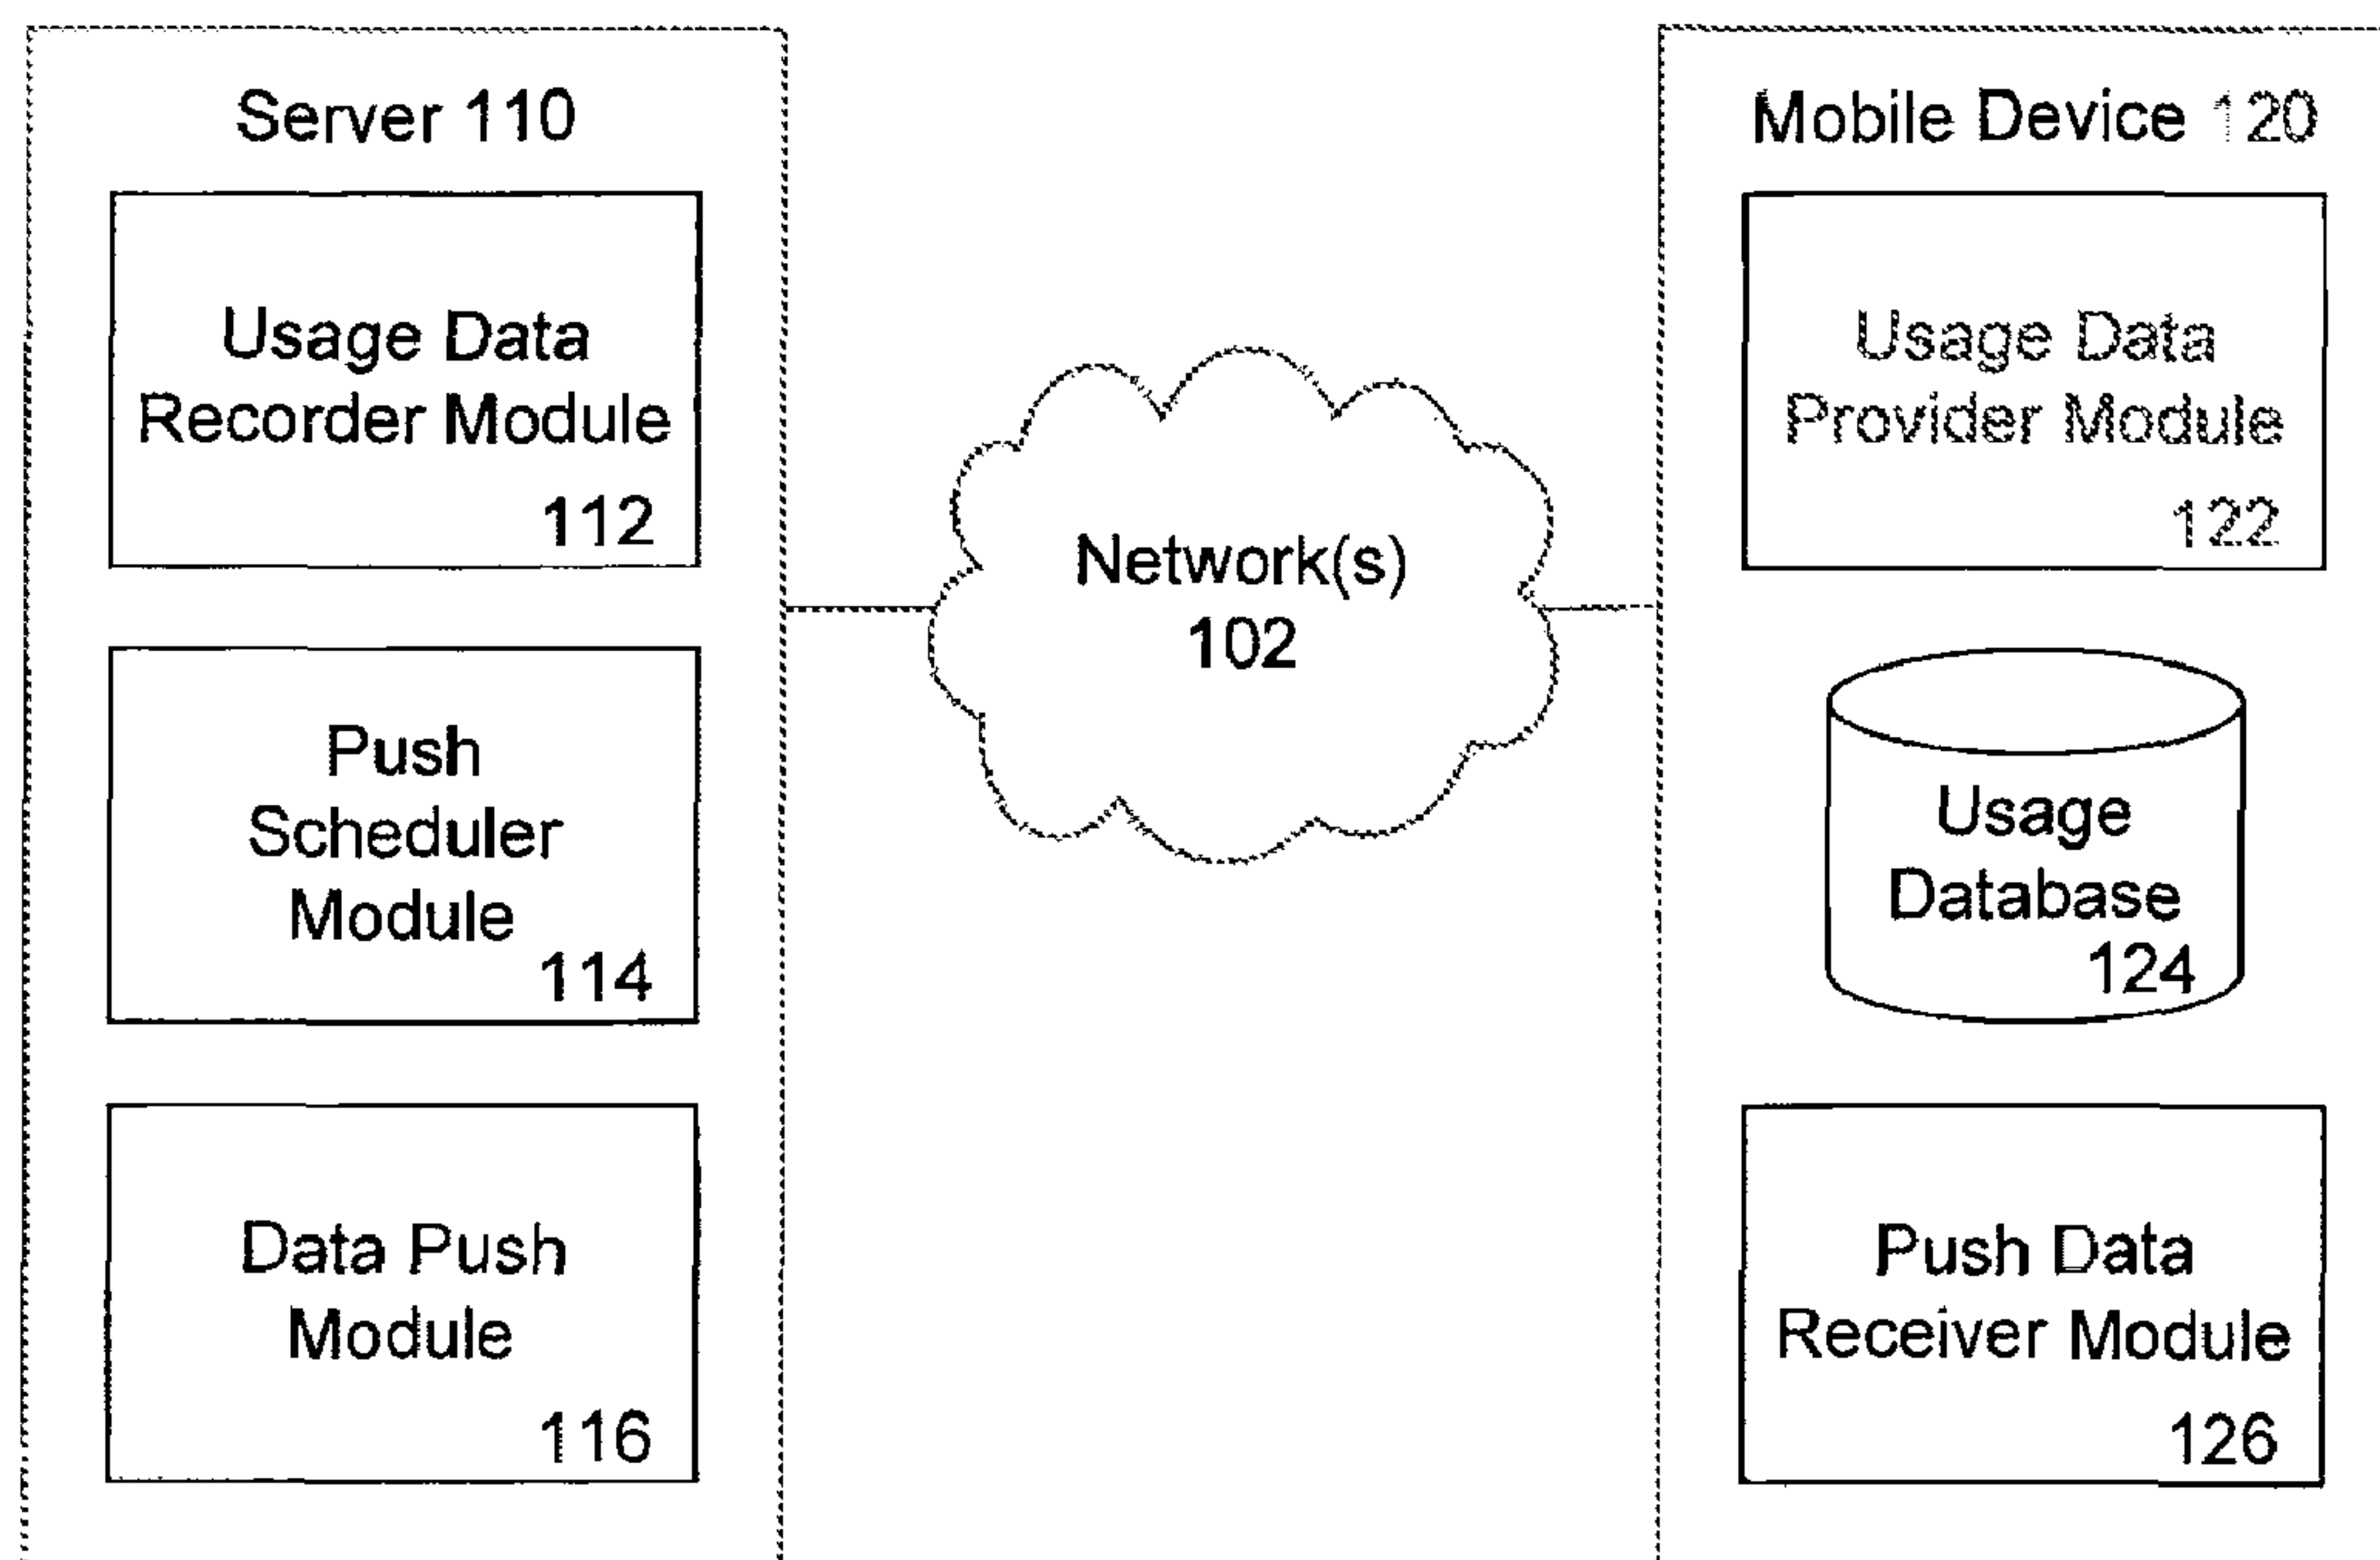 Server 110
Usage Data
Recorder Module
112
Push
Scheduler
Module
114
Data Push
Module
116
Network(s)
102
Mobile Device 120
Usage Data
Provider Module
122
Usage
Database
124
Push Data
Receiver Module
126